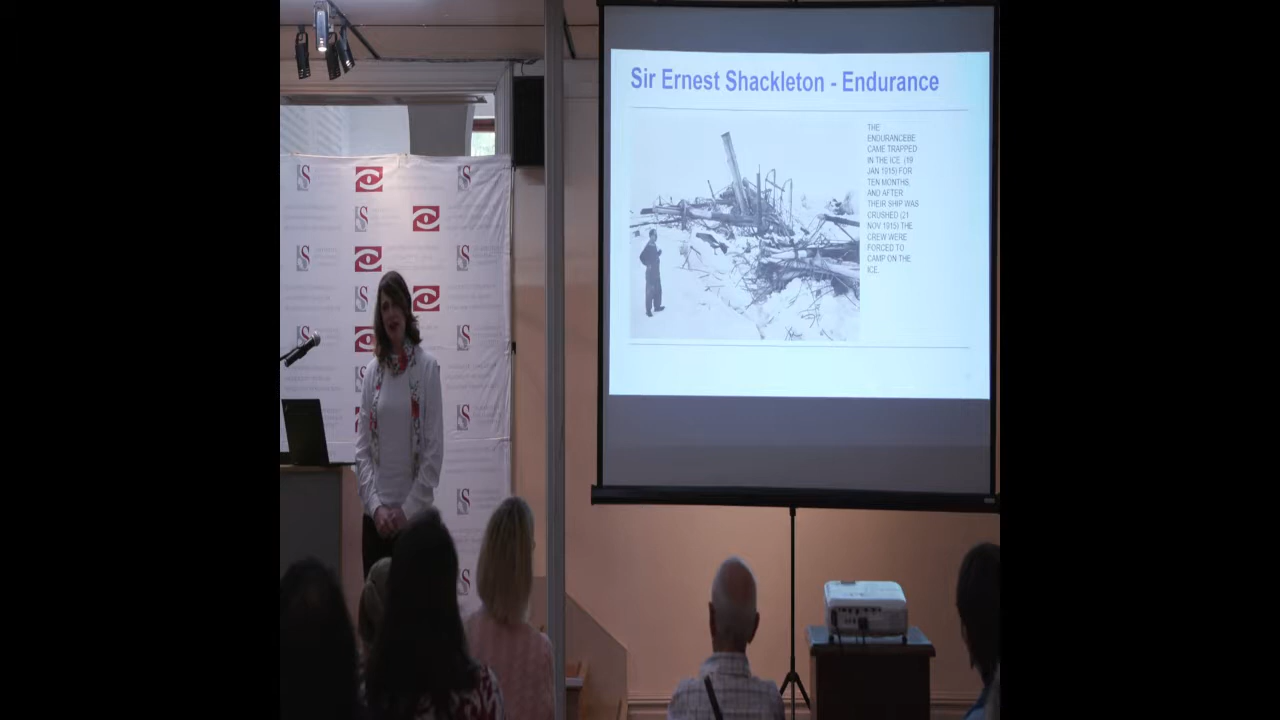 Sir Ernest Shackleton - Endurance
THE
ENDURANCEBE
CAME TRAPPED
IN THE ICE (19
JAN 1915) FOR
TEN MONTHS,
AND AFTER
THEIR SHIP WAS
CRUSHED (21
NOV 1915) THE
CREW WERE
FORCED TO
CAMP ON THE
ICE.